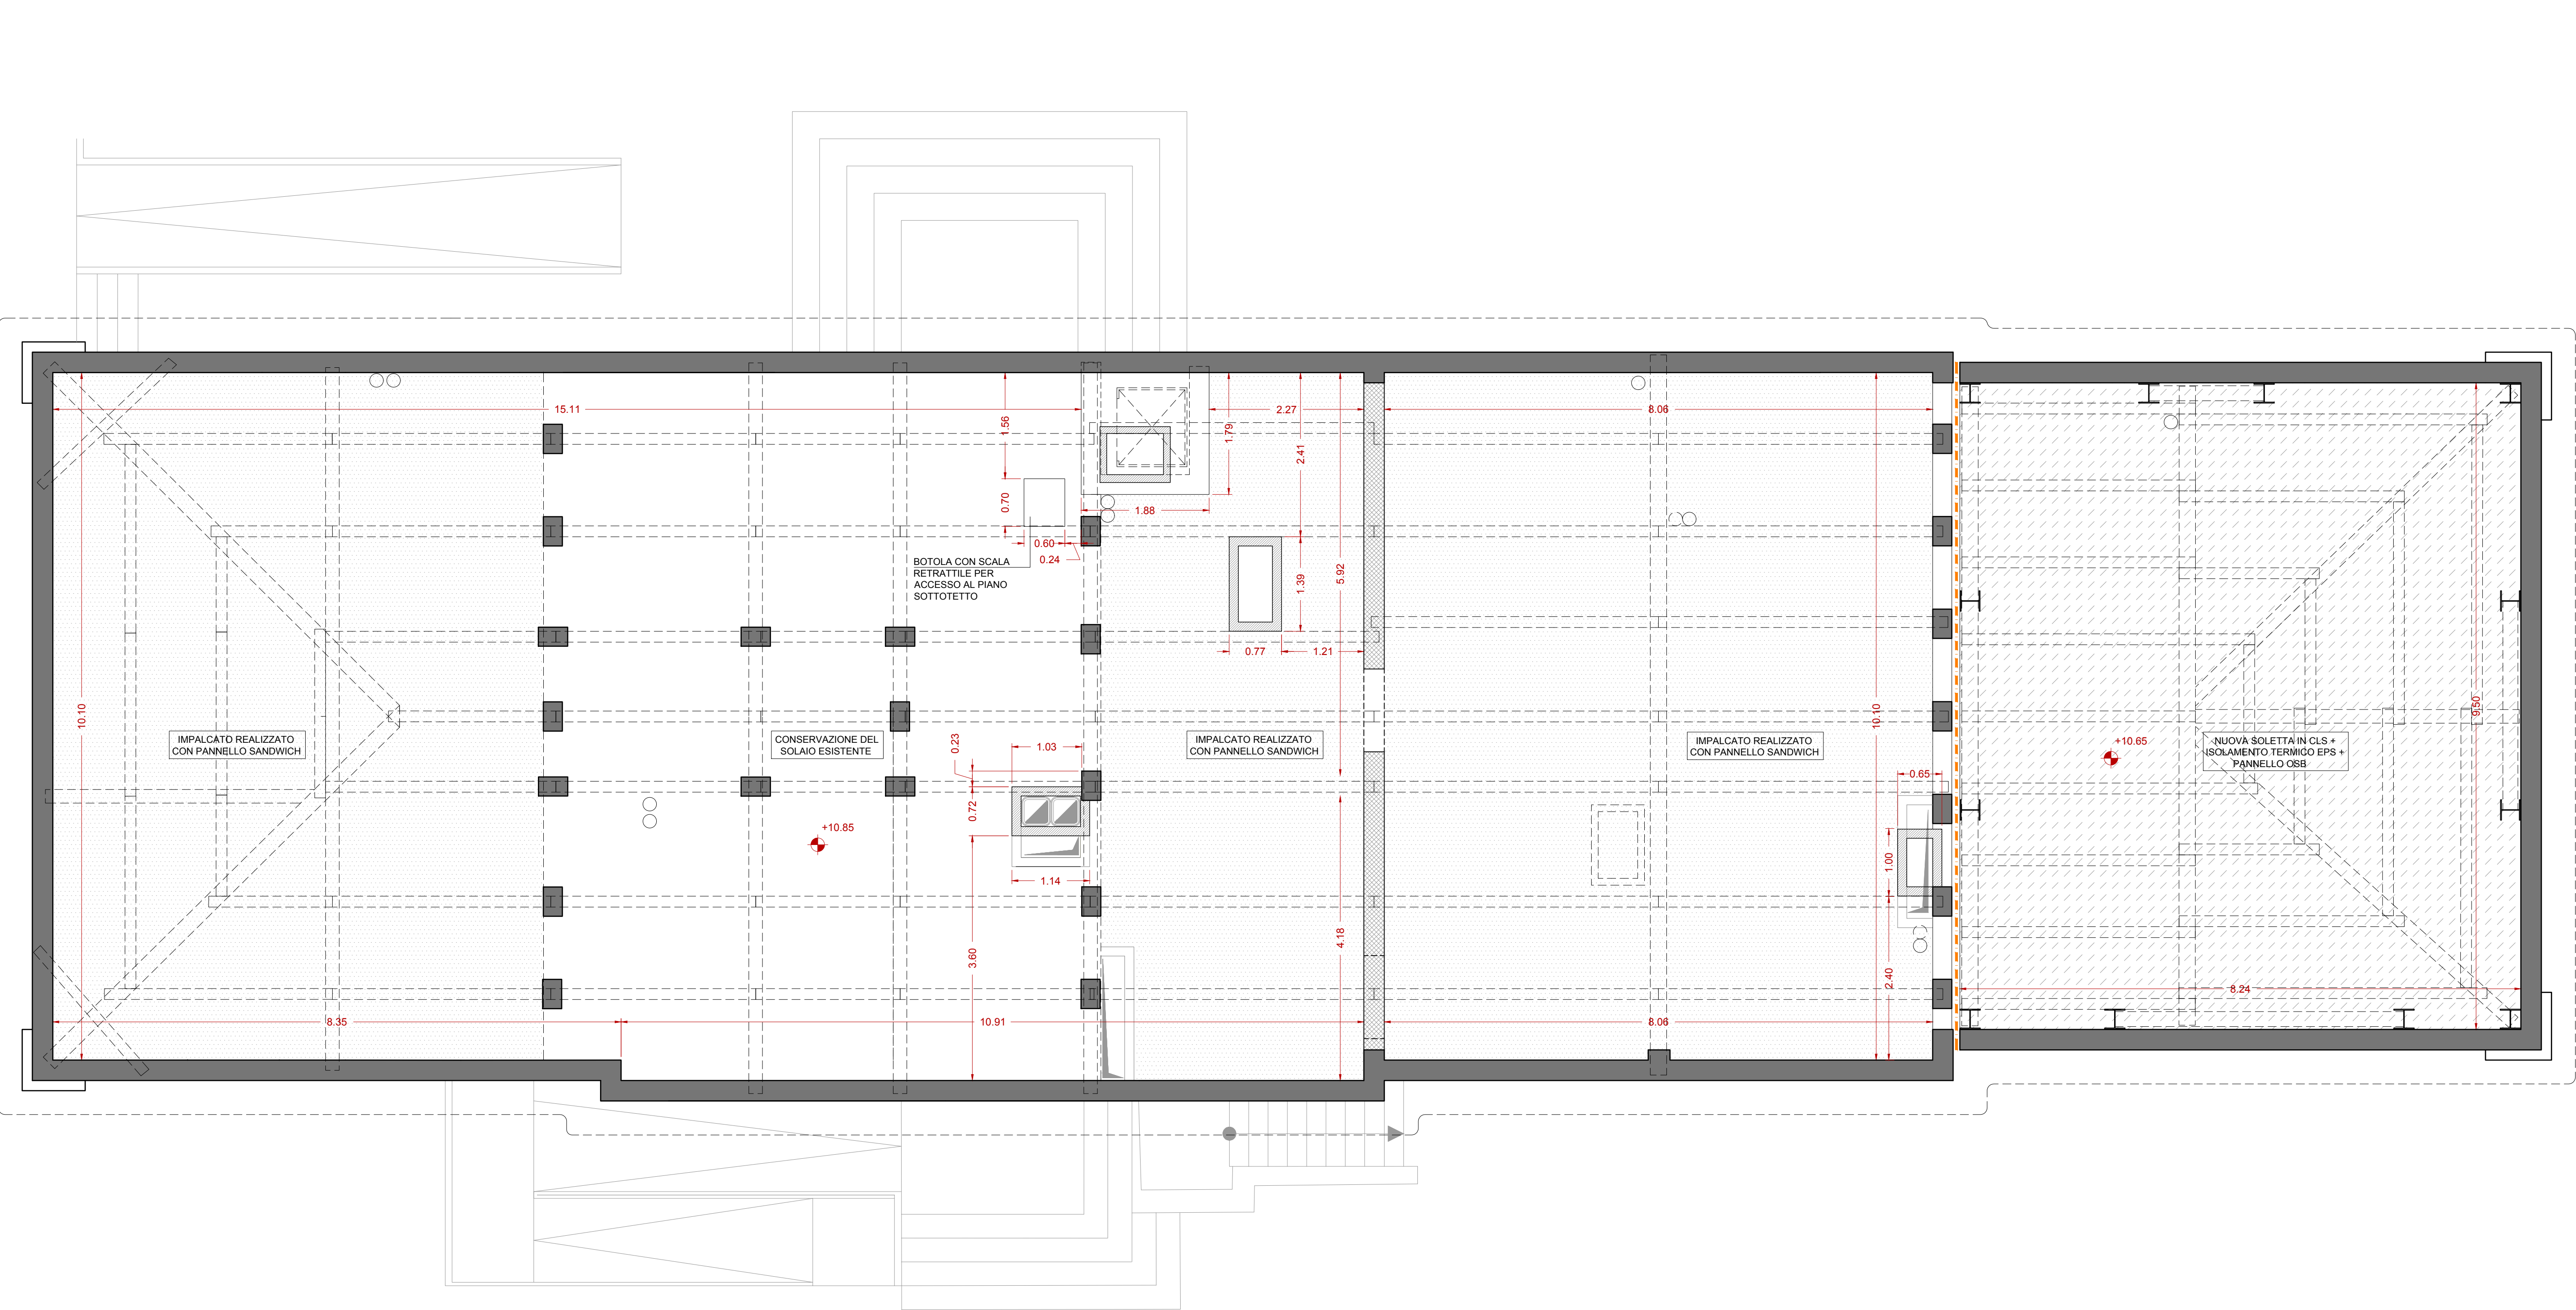 15.11
2.27
8.06
1.56
1.79
2.41
0.70
1.88
0.60
0.24
BOTOLA CON SCALA
RETRATTILE PER
ACCESSO AL PIANO
SOTTOTETTO
1.39
5.92
0.77
1.21
10.10
IMPALCATO REALIZZATO
CON PANNELLO SANDWICH
CONSERVAZIONE DEL
SOLAIO ESISTENTE
1.03
0.23
0.72
IMPALCATO REALIZZATO
CON PANNELLO SANDWICH
IMPALCATO REALIZZATO
CON PANNELLO SANDWICH
10.10
+10.65
NUOVA SOLETTA IN CLS +
ISOLAMENTO TERMICO EPS +
PANNELLO OSB
9.50
0.65
+10.85
1.00
1.14
3.60
4.18
2.40
8.24
8.35
10.91
8.06